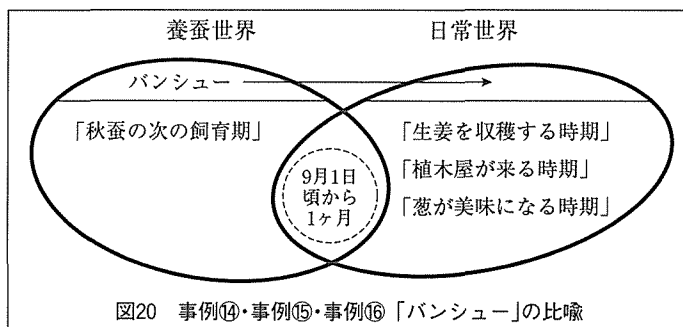 養蚕世界 日常世界
バンシュー
「秋蚕の次の飼育期」
9月1日
頃から
1ヶ月
「生姜を収穫する時期」
「植木屋が来る時期」
「葱が美味になる時期」
図20 事例⑭・事例⑮・事例⑯「バンシュー」の比喩